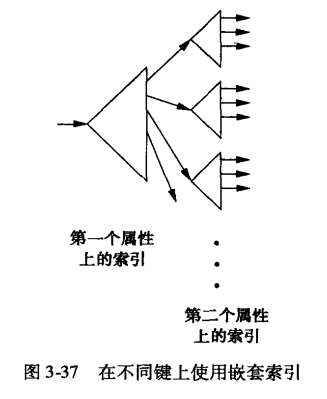 第一个属性
上的索引
第二个属性
上的索引
图 3-37 在不同键上使用嵌套索引